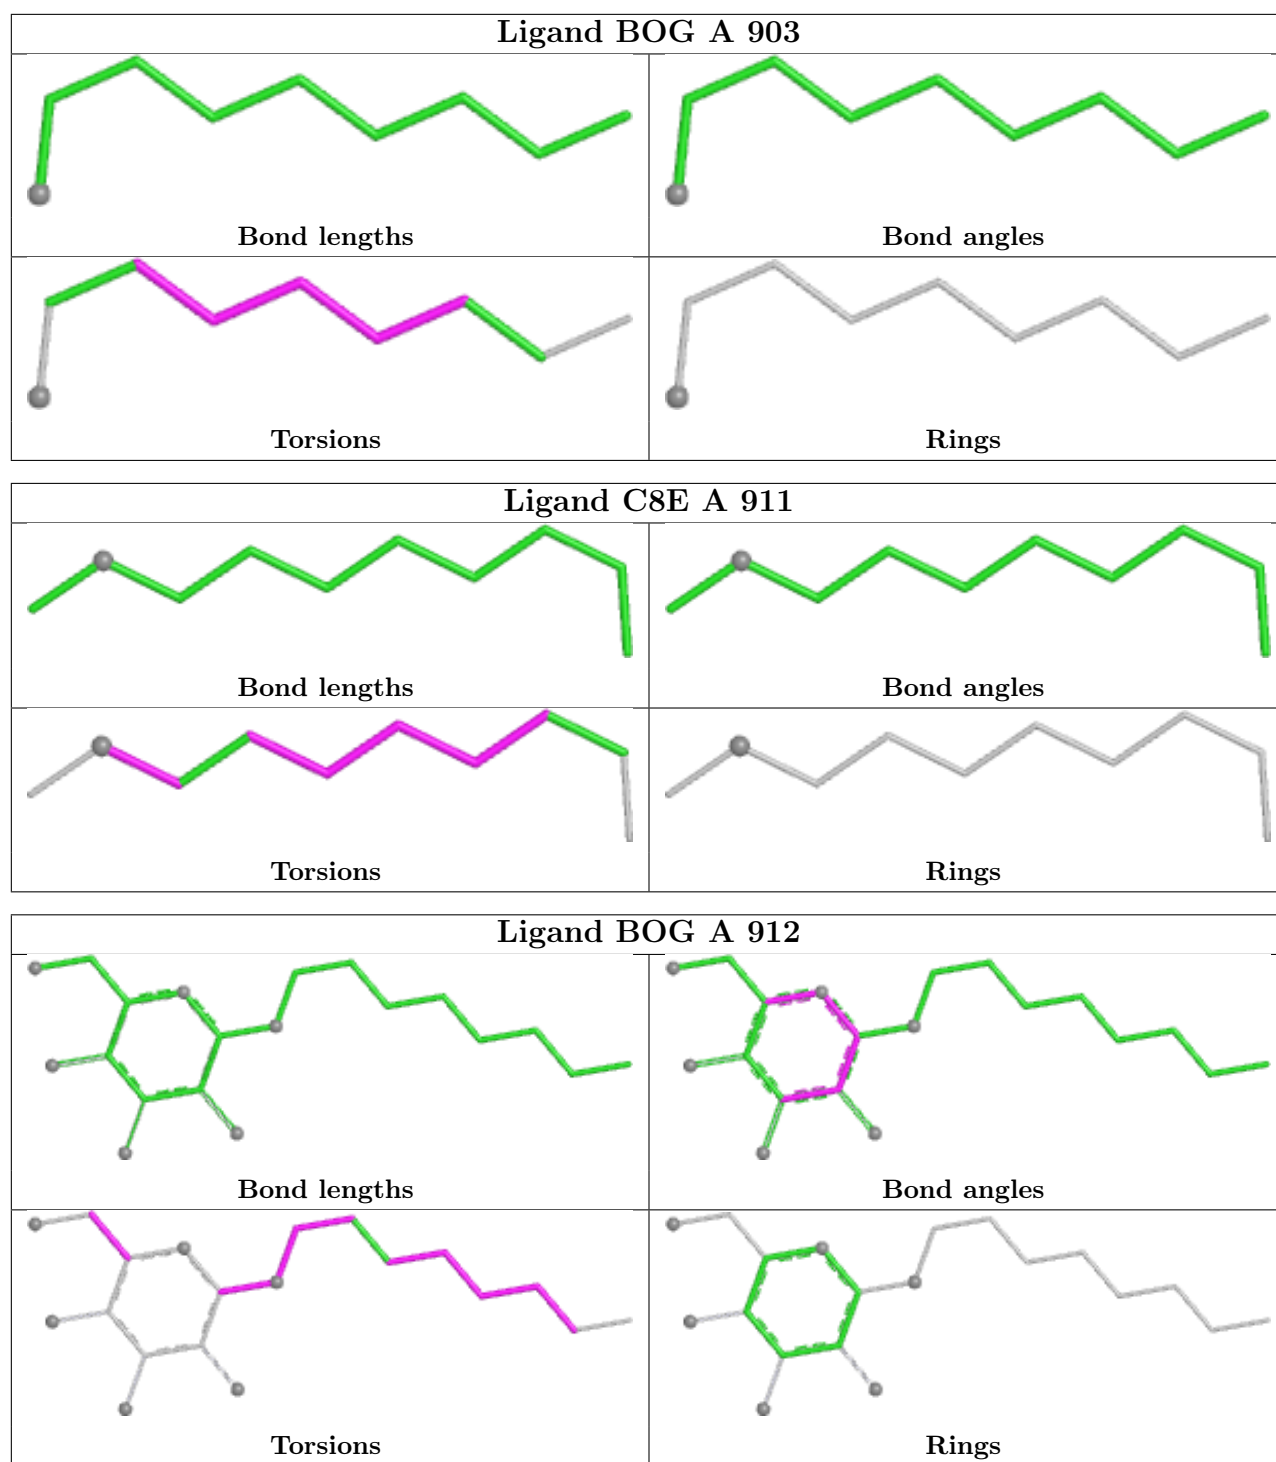 Ligand BOG A 903
Bond lengths
Bond angles
Torsions
Rings
Ligand C8E A 911
Bond lengths
Bond angles
Torsions
Rings
Ligand BOG A 912
Bond lengths
Bond angles
Torsions
Rings